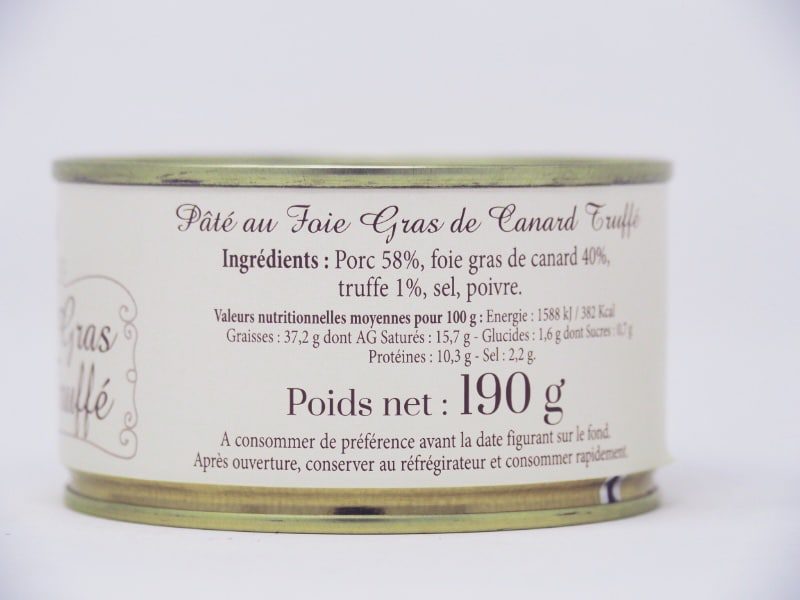 Pâté au Foie Gras de Canard Truffé
Ingrédients : Porc 58%, foie gras de canard 40%,
truffe 1%, sel, poivre.
Valeurs nutritionnelles moyennes pour 100 g : Energie : 1588 kJ / 382 Kcal
Graisses : 37,2 g dont AG Saturés : 15,7 g - Glucides : 1,6 g dont Sucres : 0,7 g
Protéines : 10,3 g - Sel : 2,2 g.
Poids net : 190 g
A consommer de préférence avant la date figurant sur le fond.
Après ouverture, conserver au réfrégirateur et consommer rapidement.
Gras